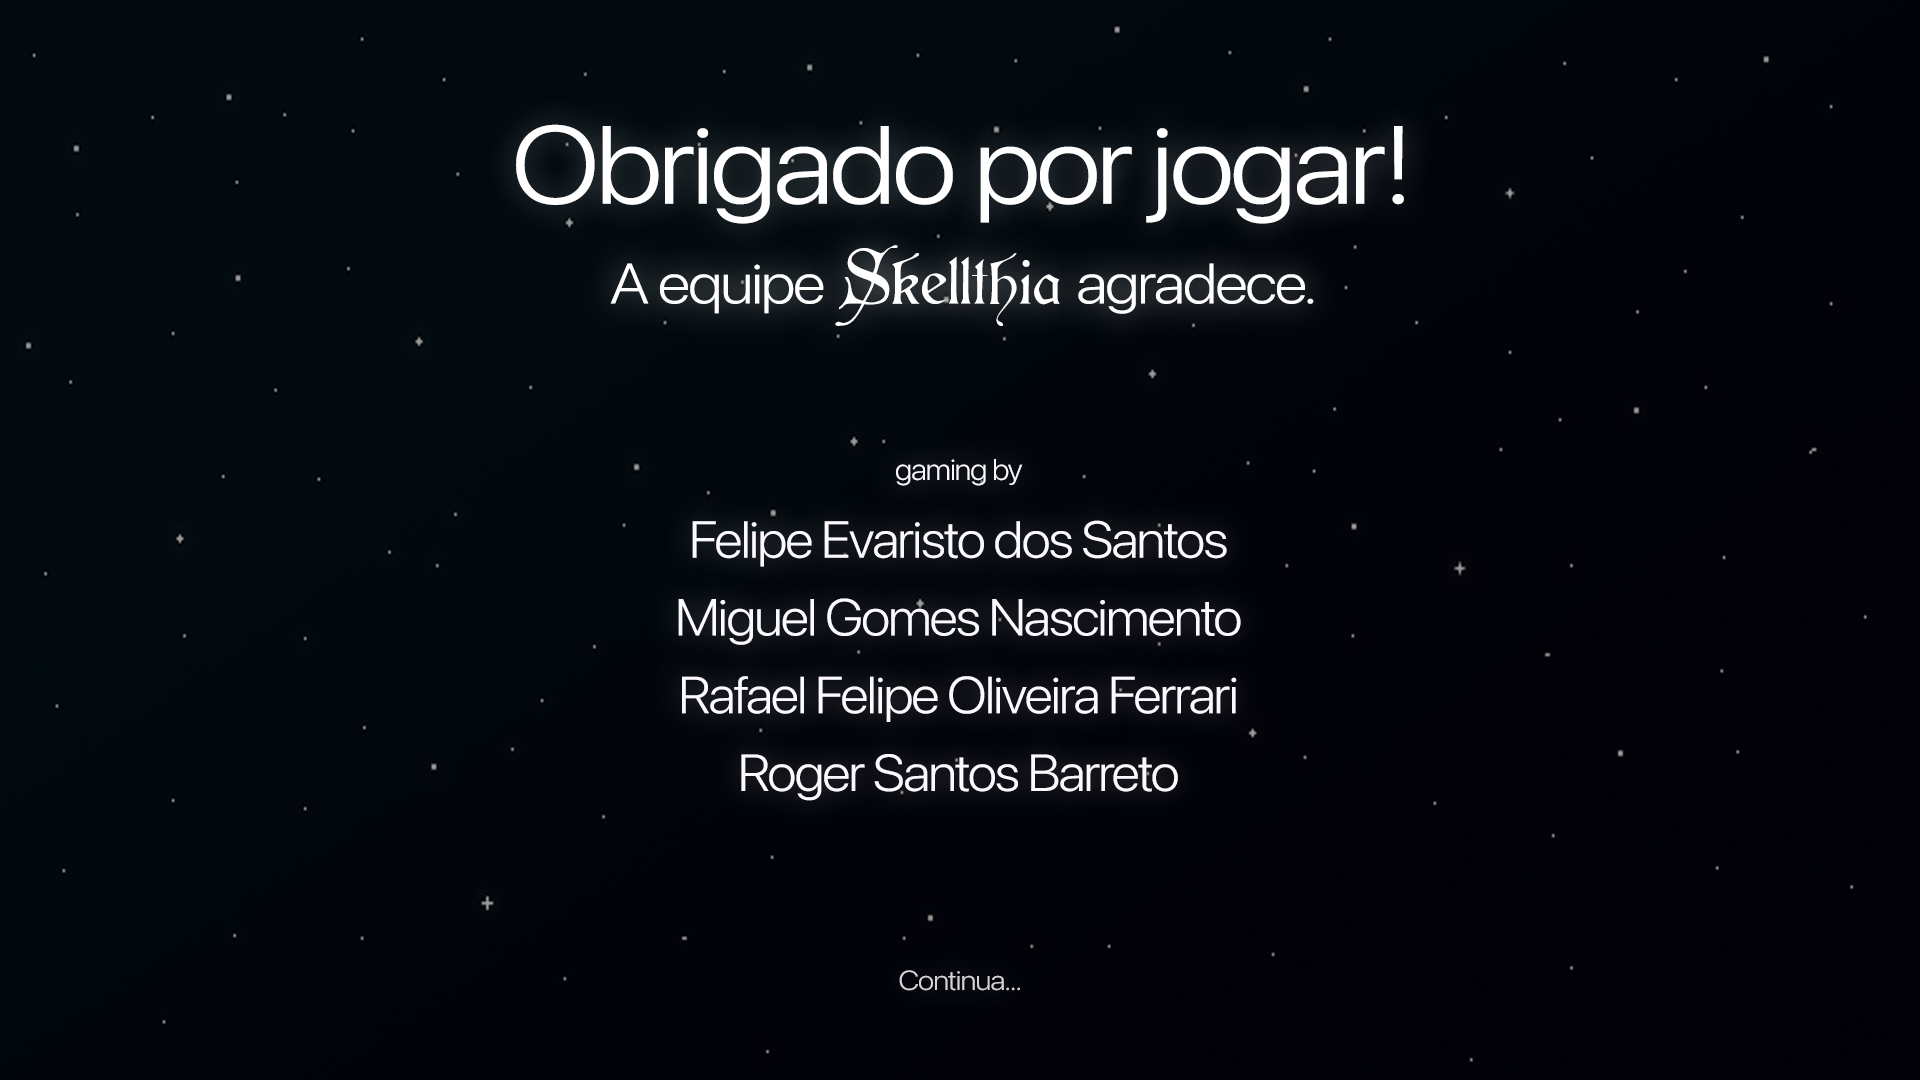 Obrigado por jogar!
A equipe Skellthia agradece.
gaming by
Felipe Evaristo dos Santos
Miguel Gomes Nascimento
Rafael Felipe Oliveira Ferrari
Roger Santos Barreto
Continua...